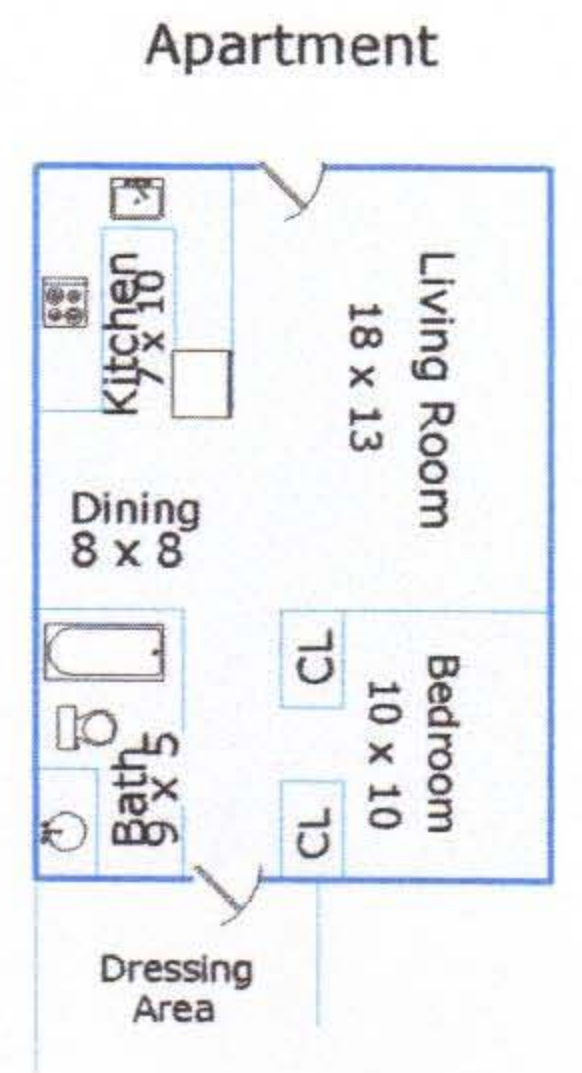 Apartment
Kitchen
7 x 10
Living Room
18 x 13
Dining
8 x 8
CL
Bedroom
10 x 10
Bath
9 x 5
CL
Dressing
Area